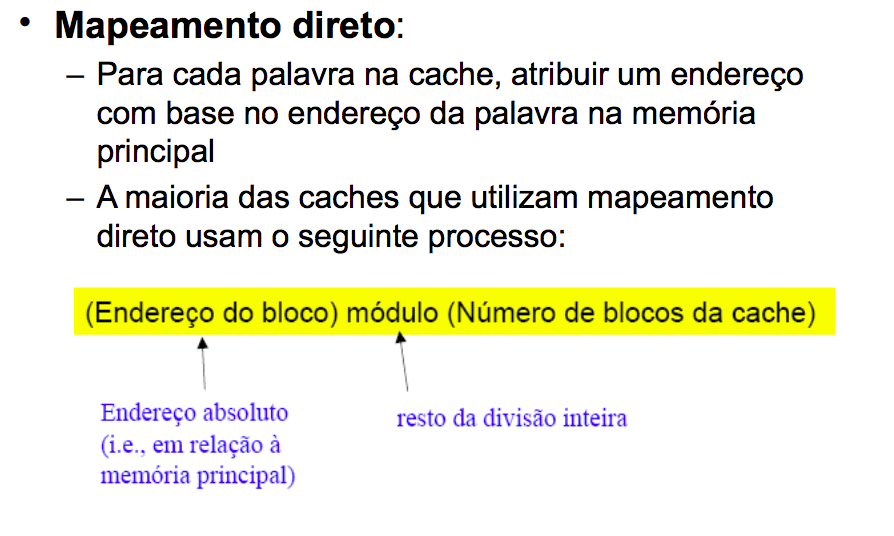 • Mapeamento direto:
– Para cada palavra na cache, atribuir um endereço
com base no endereço da palavra na memória
principal
– A maioria das caches que utilizam mapeamento
direto usam o seguinte processo:
(Endereço do bloco) módulo (Número de blocos da cache)
Endereço absoluto
(i.e., em relação à
memória principal)
resto da divisão inteira